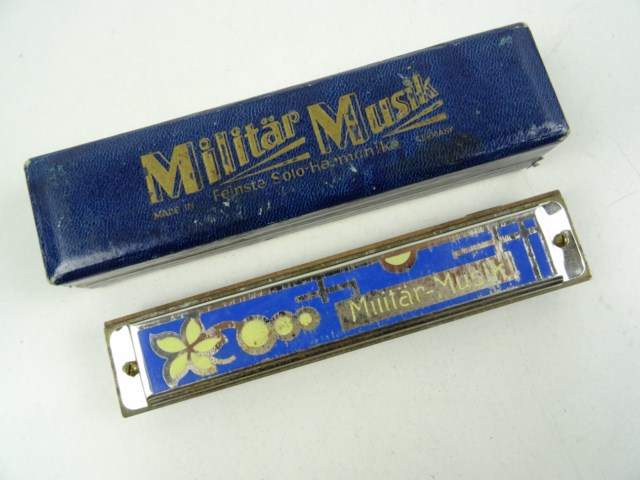 Militär Musik
MADE IN Feinste Solo-Harmonika GERMANY
Militär-Musik